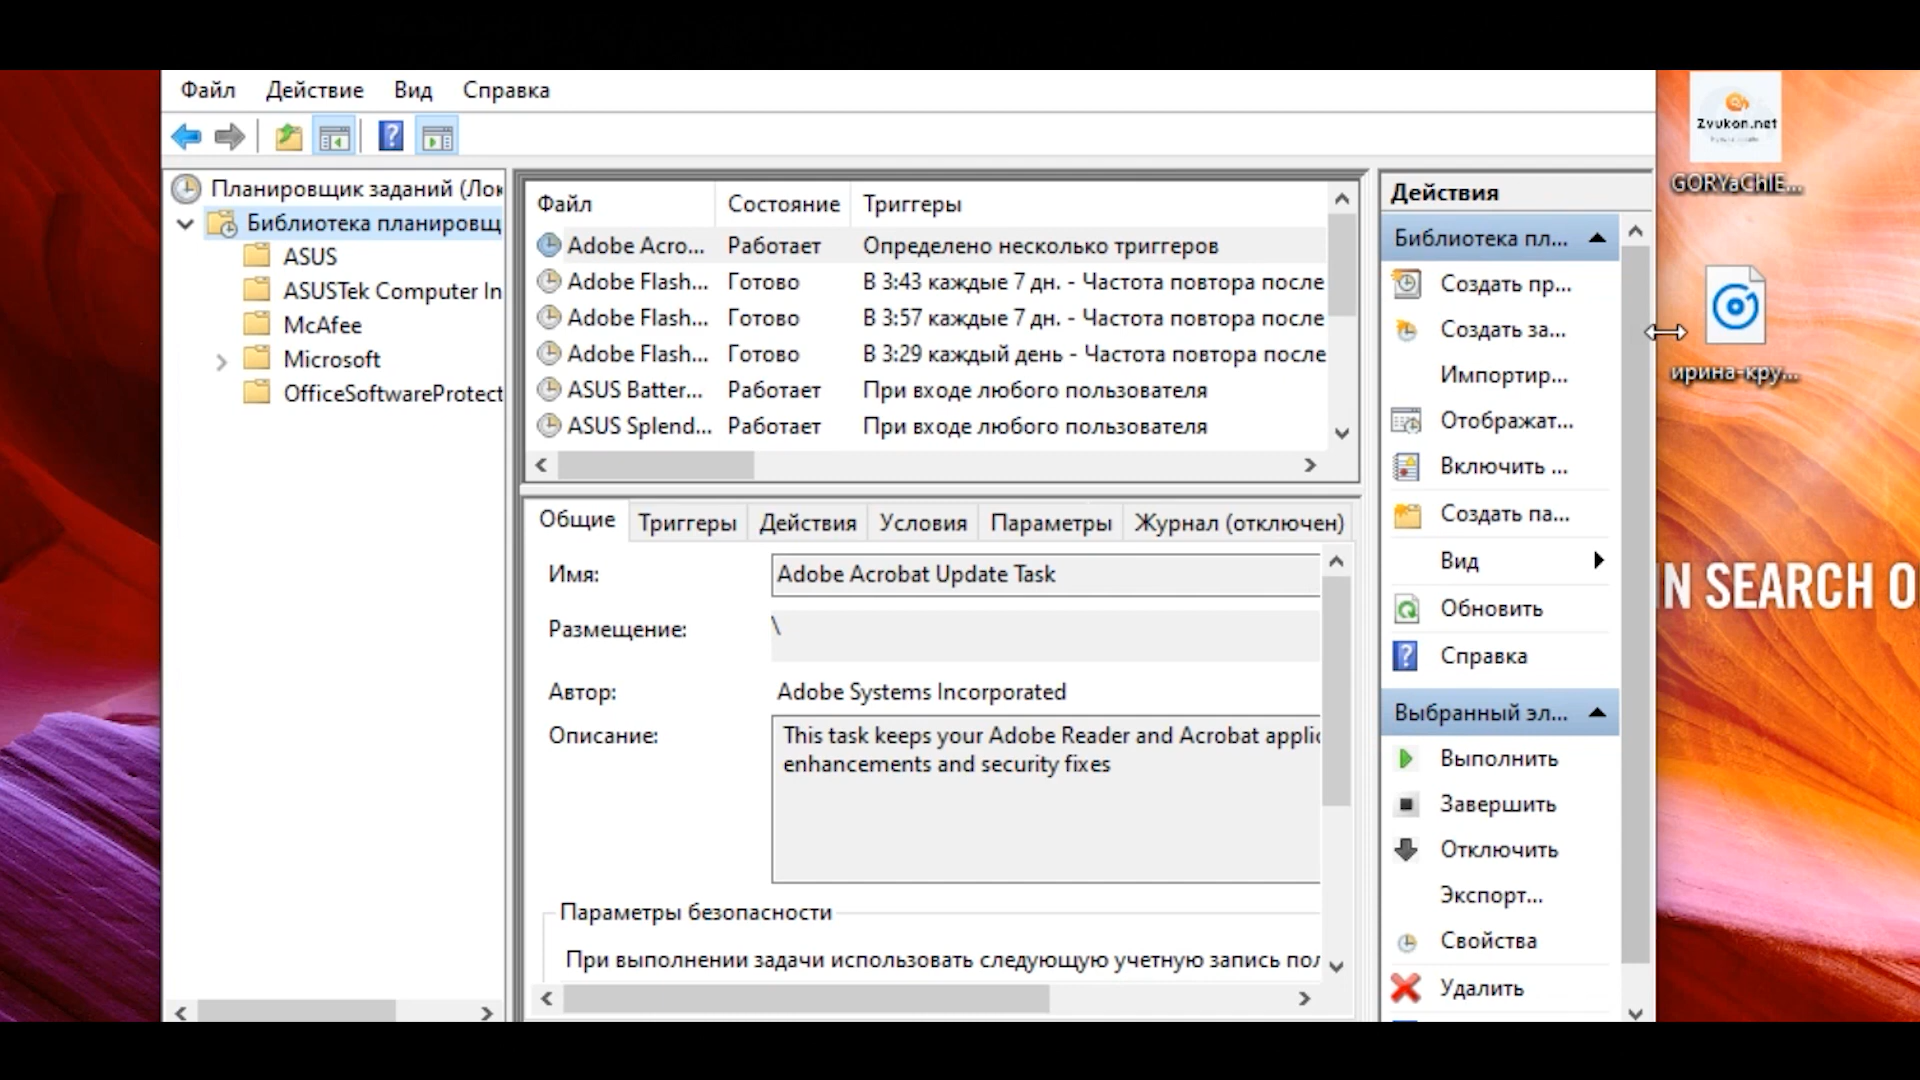 Файл Действие Вид Справка
Планировщик заданий (Лок
Библиотека планировщ
ASUS
ASUSTek Computer In
McAfee
Microsoft
OfficeSoftwareProtect
Файл Состояние Триггеры
Adobe Acro... Работает Определено несколько триггеров
Adobe Flash... Готово В 3:43 каждые 7 дн. - Частота повтора после
Adobe Flash... Готово В 3:57 каждые 7 дн. - Частота повтора после
Adobe Flash... Готово В 3:29 каждый день - Частота повтора после
ASUS Batter... Работает При входе любого пользователя
ASUS Splend... Работает При входе любого пользователя
Общие Триггеры Действия Условия Параметры Журнал (отключен)
Имя: Adobe Acrobat Update Task
Размещение: \
Автор: Adobe Systems Incorporated
Описание: This task keeps your Adobe Reader and Acrobat applic
enhancements and security fixes
Параметры безопасности
При выполнении задачи использовать следующую учетную запись пол
Действия
Библиотека пл...
Создать пр...
Создать за...
Импортир...
Отображат...
Включить ...
Создать па...
Вид
Обновить
Справка
Выбранный эл...
Выполнить
Завершить
Отключить
Экспорт...
Свойства
Удалить
Zvukon.net
GORYaChIE...
ирина-кру...
IN SEARCH O